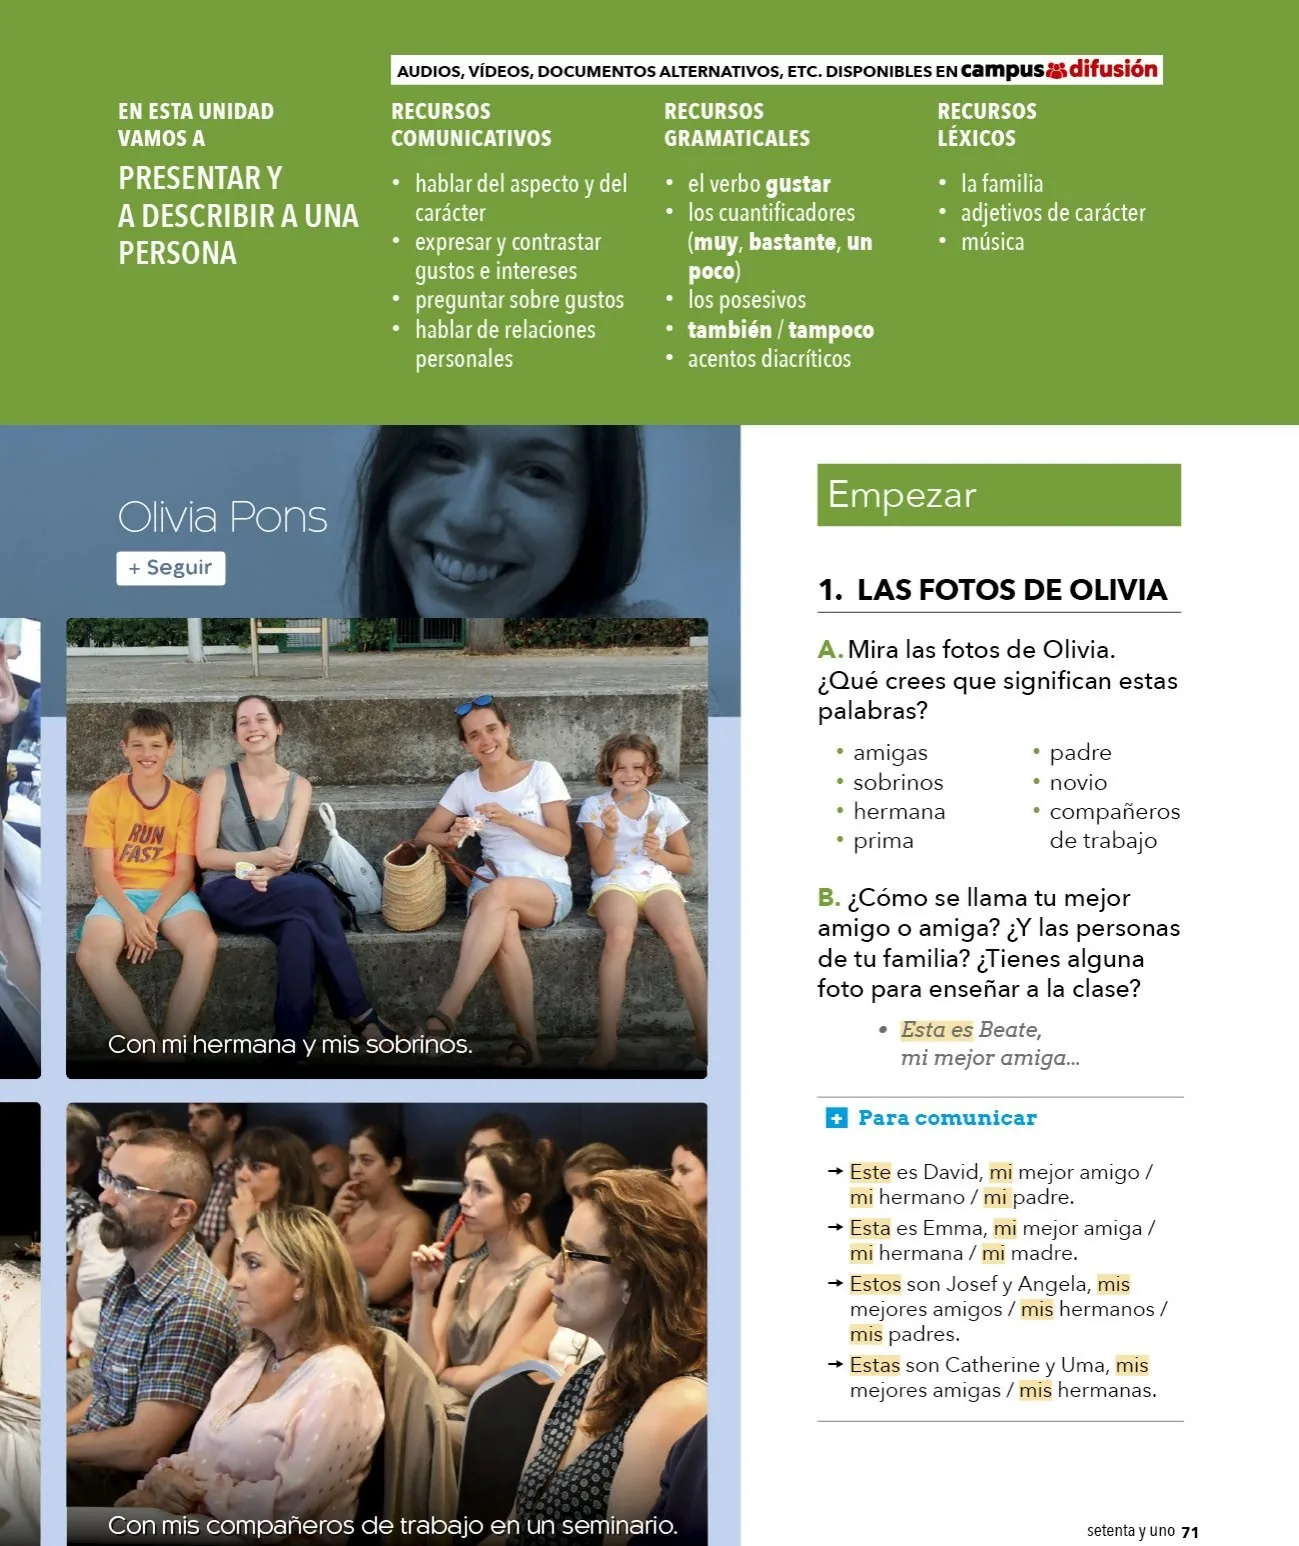 AUDIOS, VÍDEOS, DOCUMENTOS ALTERNATIVOS, ETC. DISPONIBLES EN campus difusión
EN ESTA UNIDAD
VAMOS A
PRESENTAR Y
A DESCRIBIR A UNA
PERSONA
RECURSOS
COMUNICATIVOS
• hablar del aspecto y del
carácter
• expresar y contrastar
gustos e intereses
• preguntar sobre gustos
• hablar de relaciones
personales
RECURSOS
GRAMATICALES
• el verbo gustar
• los cuantificadores
(muy, bastante, un
poco)
• los posesivos
• también / tampoco
• acentos diacríticos
RECURSOS
LÉXICOS
• la familia
• adjetivos de carácter
• música
Olivia Pons
+ Seguir
RUN
FAST
Con mi hermana y mis sobrinos.
Con mis compañeros de trabajo en un seminario.
Empezar
1. LAS FOTOS DE OLIVIA
A. Mira las fotos de Olivia.
¿Qué crees que significan estas
palabras?
• amigas
• sobrinos
• hermana
• prima
• padre
• novio
• compañeros
de trabajo
B. ¿Cómo se llama tu mejor
amigo o amiga? ¿Y las personas
de tu familia? ¿Tienes alguna
foto para enseñar a la clase?
• Esta es Beate,
mi mejor amiga...
+ Para comunicar
→ Este es David, mi mejor amigo /
mi hermano / mi padre.
→ Esta es Emma, mi mejor amiga /
mi hermana / mi madre.
→ Estos son Josef y Angela, mis
mejores amigos / mis hermanos /
mis padres.
→ Estas son Catherine y Uma, mis
mejores amigas / mis hermanas.
setenta y uno 71